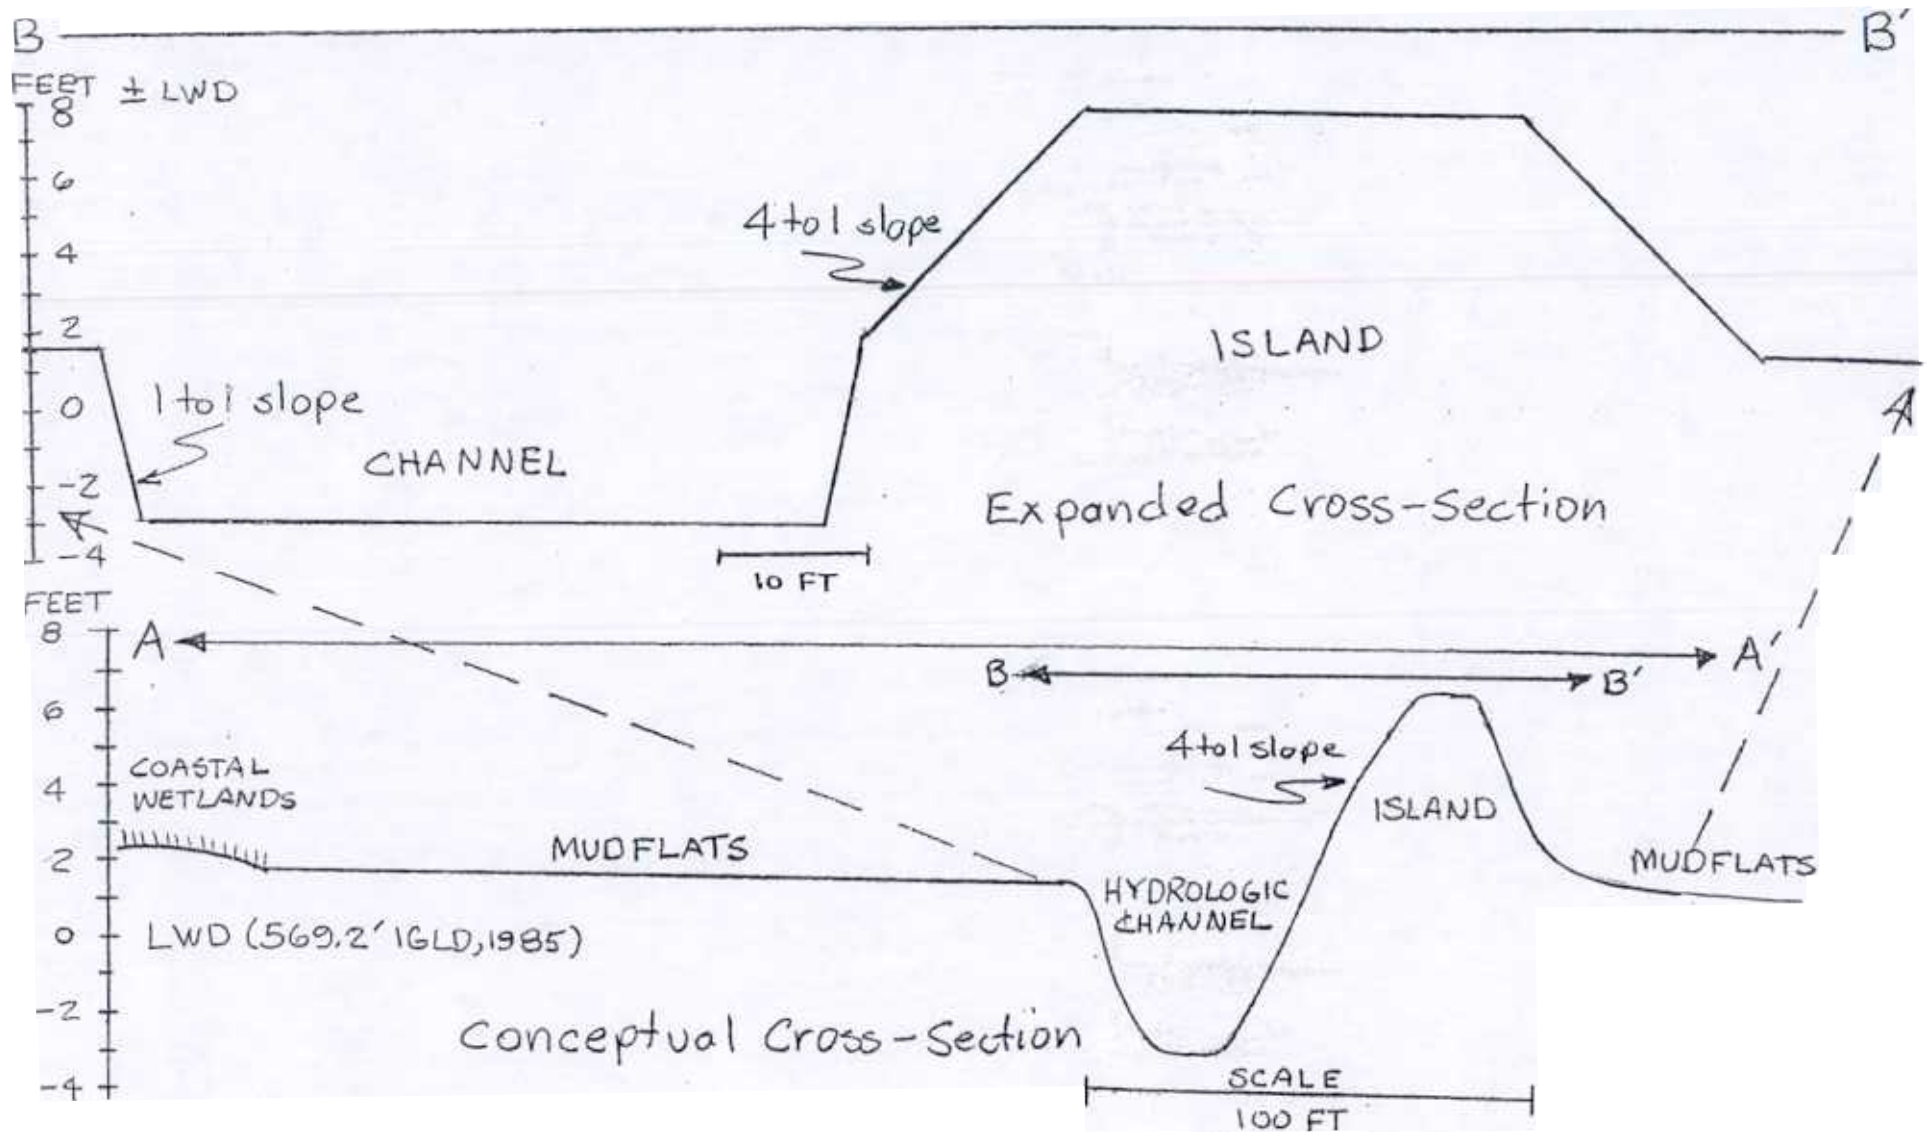 B B′
FEET ± LWD
8
6
4
2
0
-2
-4
4 to 1 slope
ISLAND
1 to 1 slope
CHANNEL
Expanded Cross-Section
10 FT
FEET
8
6
4
2
0
-2
-4
A A′
B B′
4 to 1 slope
COASTAL
WETLANDS
ISLAND
MUDFLATS
MUDFLATS
HYDROLOGIC
CHANNEL
LWD (569.2′ IGLD, 1985)
Conceptual Cross-Section
SCALE
100 FT